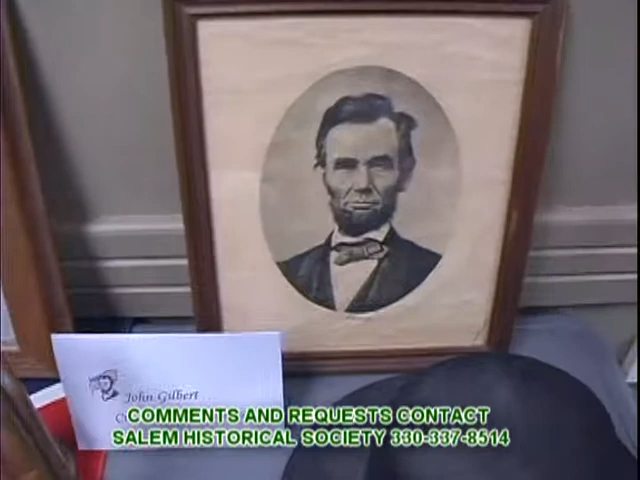 John Gilbert
COMMENTS AND REQUESTS CONTACT
SALEM HISTORICAL SOCIETY 330-337-8514